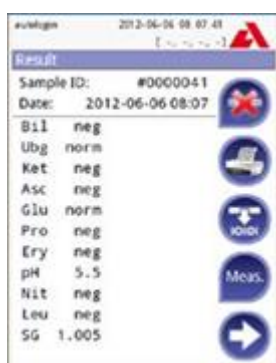 autologin 2012-06-06 08:07:41
[ -, -, -, -]
Result
Sample ID: #0000041
Date: 2012-06-06 08:07
Bil neg
Ubg norm
Ket neg
Asc neg
Glu norm
Pro neg
Ery neg
pH 5.5
Meas.
Nit neg
Leu neg
SG 1.005